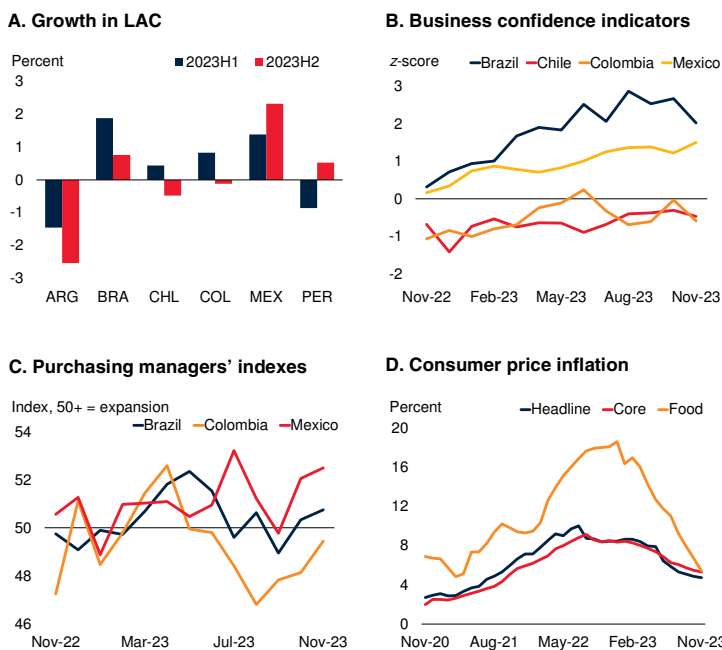 A. Growth in LAC
Percent
2023H1 2023H2
3
2
1
0
-1
-2
-3
ARG BRA CHL COL MEX PER
B. Business confidence indicators
z-score
Brazil Chile Colombia Mexico
3
2
1
0
-1
-2
Nov-22 Feb-23 May-23 Aug-23 Nov-23
C. Purchasing managers' indexes
Index, 50+ = expansion
Brazil Colombia Mexico
54
52
50
48
46
Nov-22 Mar-23 Jul-23 Nov-23
D. Consumer price inflation
Percent
Headline Core Food
20
16
12
8
4
0
Nov-20 Aug-21 May-22 Feb-23 Nov-23